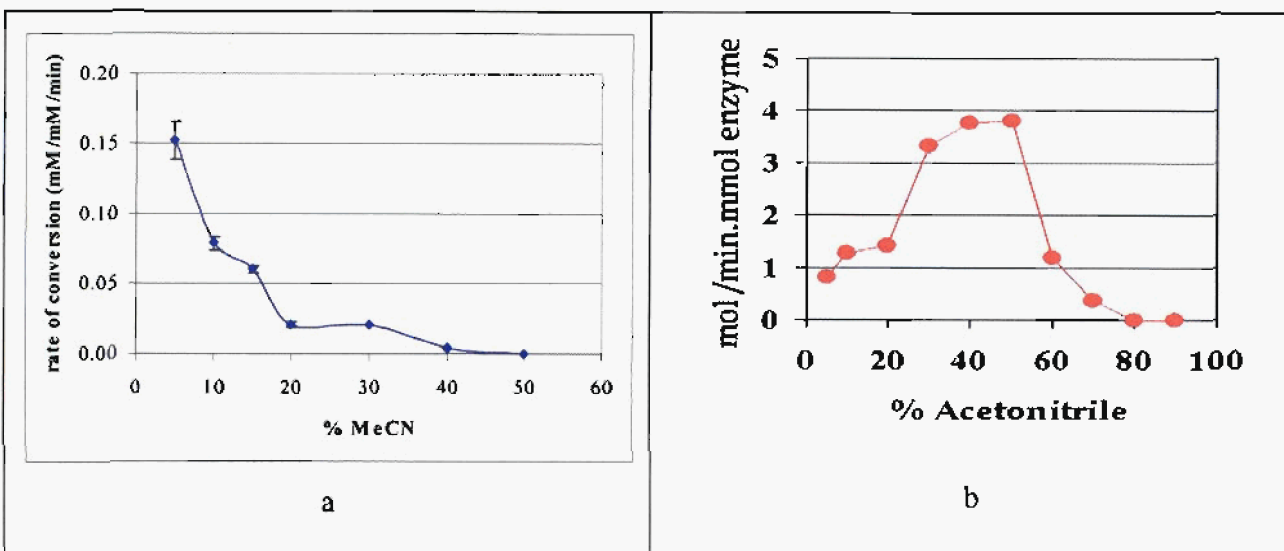 rate of conversion (mM/mM/min)
0.20
0.15
0.10
0.05
0.00
0 10 20 30 40 50 60
% MeCN
a
mol /min.mmol enzyme
5
4
3
2
1
0
0 20 40 60 80 100
% Acetonitrile
b